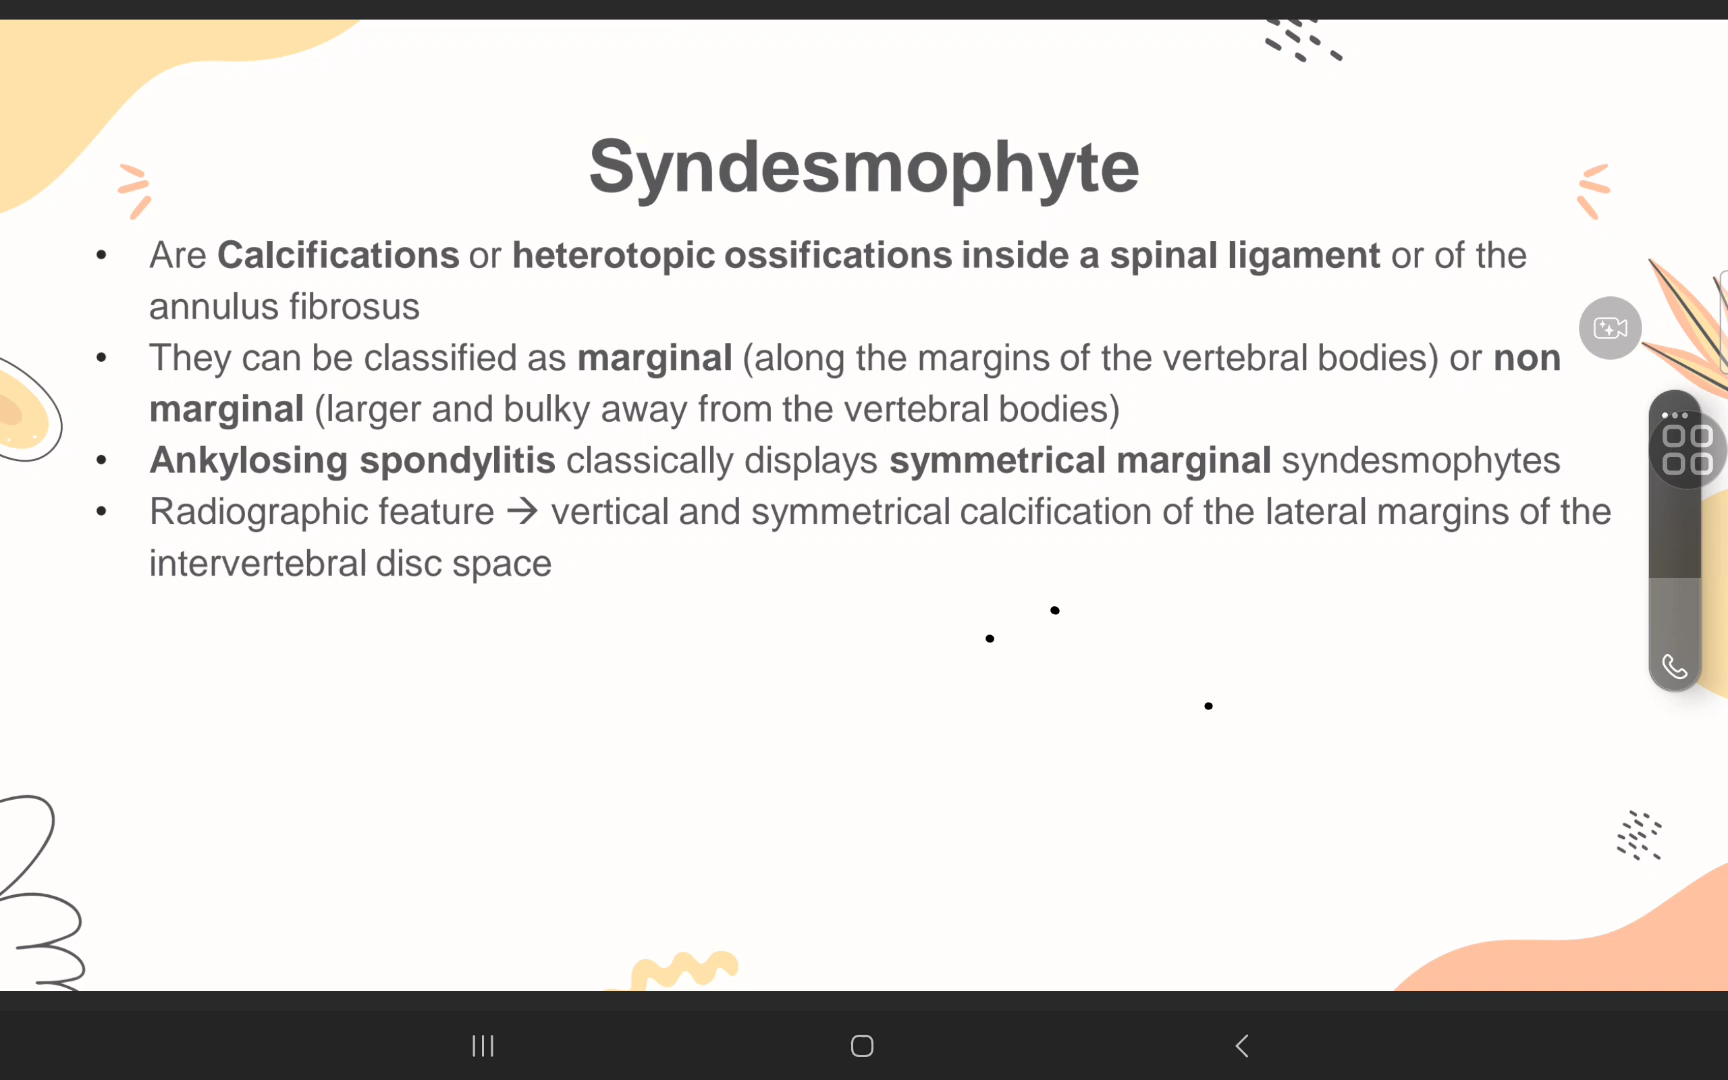 Syndesmophyte
• Are Calcifications or heterotopic ossifications inside a spinal ligament or of the
annulus fibrosus
• They can be classified as marginal (along the margins of the vertebral bodies) or non
marginal (larger and bulky away from the vertebral bodies)
• Ankylosing spondylitis classically displays symmetrical marginal syndesmophytes
• Radiographic feature → vertical and symmetrical calcification of the lateral margins of the
intervertebral disc space